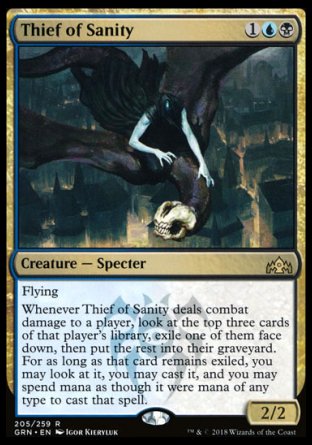 Thief of Sanity 1
Creature — Specter
Flying
Whenever Thief of Sanity deals combat
damage to a player, look at the top three cards
of that player's library, exile one of them face
down, then put the rest into their graveyard.
For as long as that card remains exiled, you
may look at it, you may cast it, and you may
spend mana as though it were mana of any
type to cast that spell.
2/2
205/259 R
GRN • EN Igor Kieryluk
™ & © 2018 Wizards of the Coast